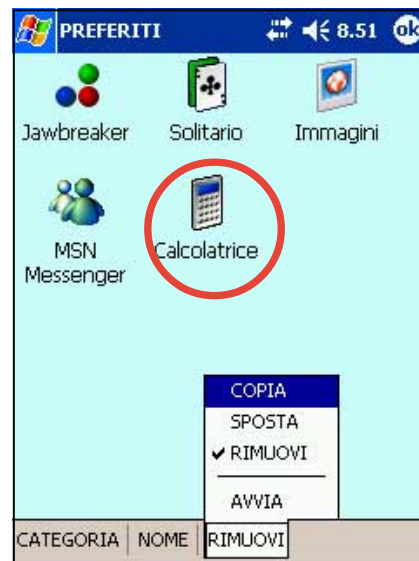 PREFERITI 8.51 ok
Jawbreaker Solitario Immagini
MSN Messenger Calcolatrice
COPIA
SPOSTA
RIMUOVI
AVVIA
CATEGORIA NOME RIMUOVI